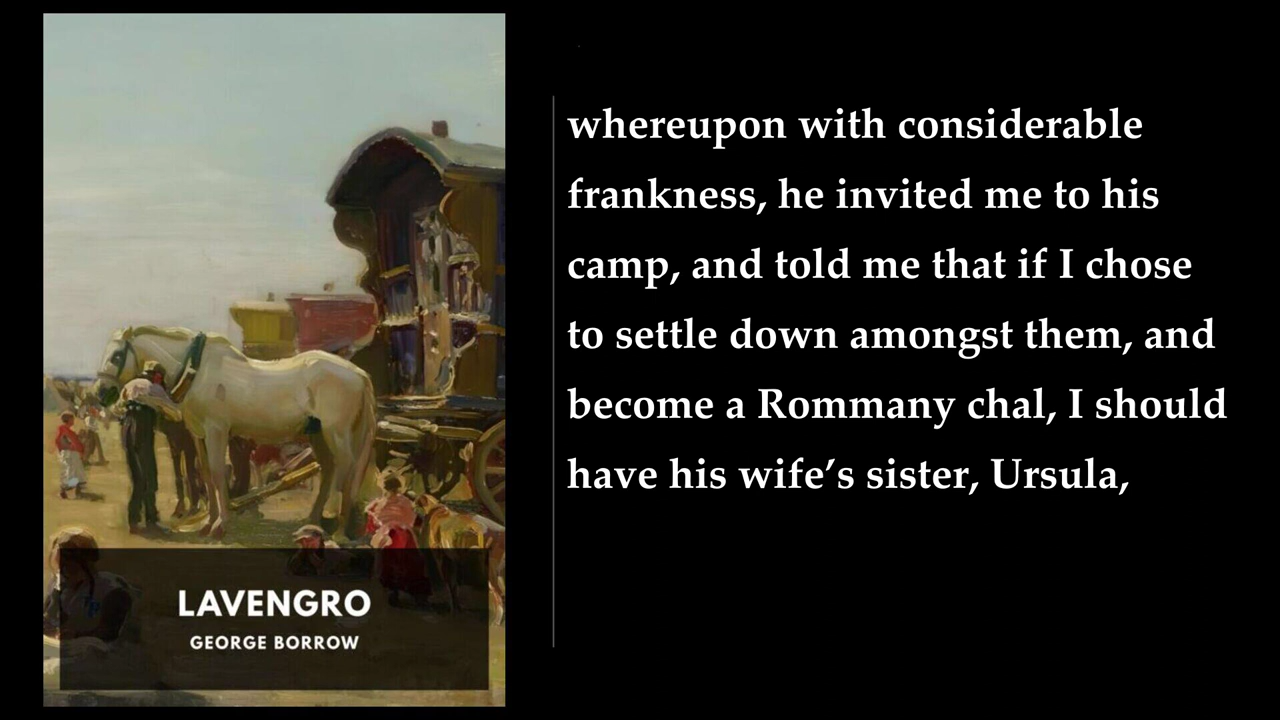 LAVENGRO
GEORGE BORROW
whereupon with considerable
frankness, he invited me to his
camp, and told me that if I chose
to settle down amongst them, and
become a Rommany chal, I should
have his wife’s sister, Ursula,